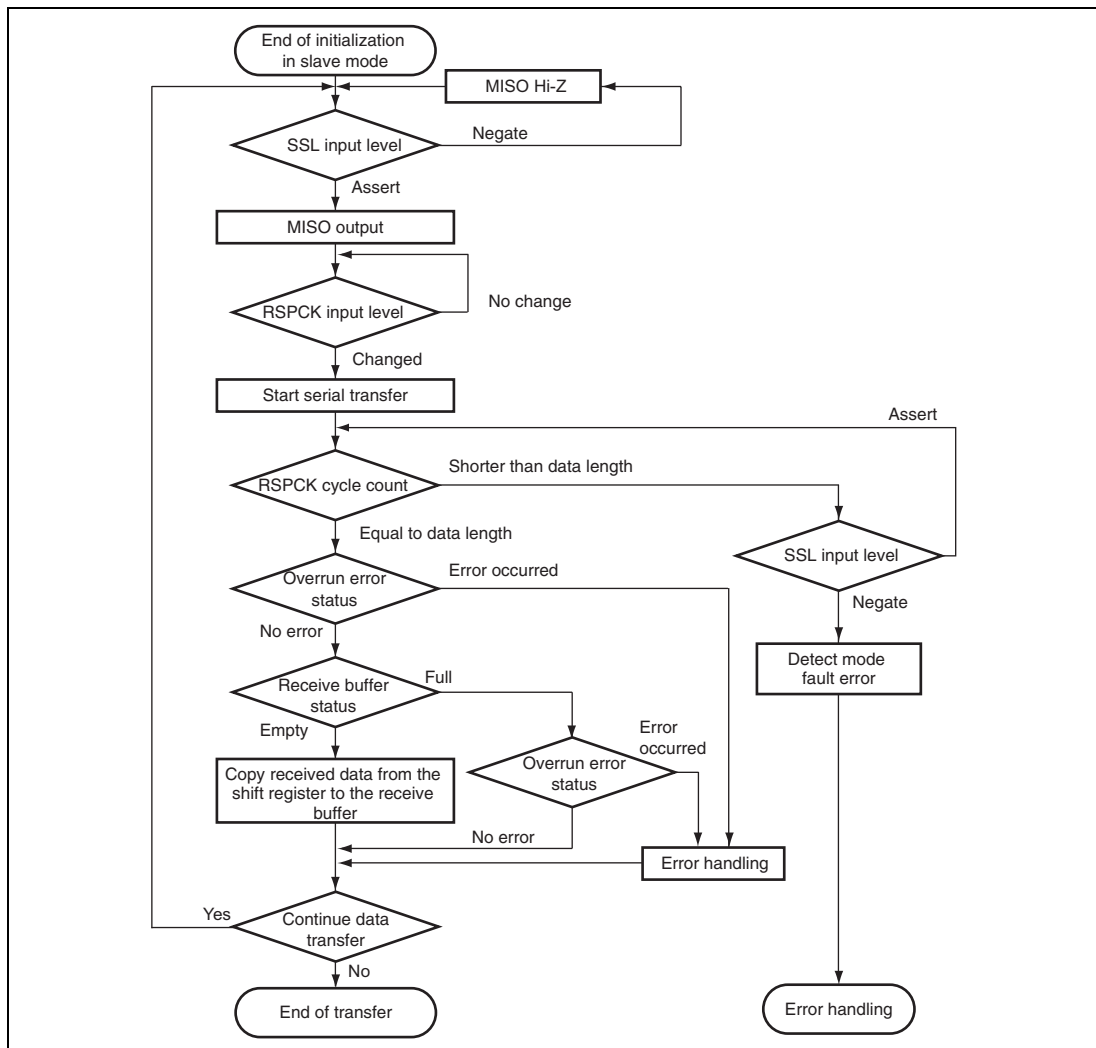 End of initialization
in slave mode
MISO Hi-Z
SSL input level
Negate
Assert
MISO output
RSPCK input level
No change
Changed
Start serial transfer
Assert
RSPCK cycle count
Shorter than data length
Equal to data length
SSL input level
Overrun error
status
Error occurred
Negate
No error
Detect mode
fault error
Receive buffer
status
Full
Empty
Error
occurred
Overrun error
status
Copy received data from the
shift register to the receive
buffer
No error
Error handling
Yes
Continue data
transfer
No
End of transfer
Error handling